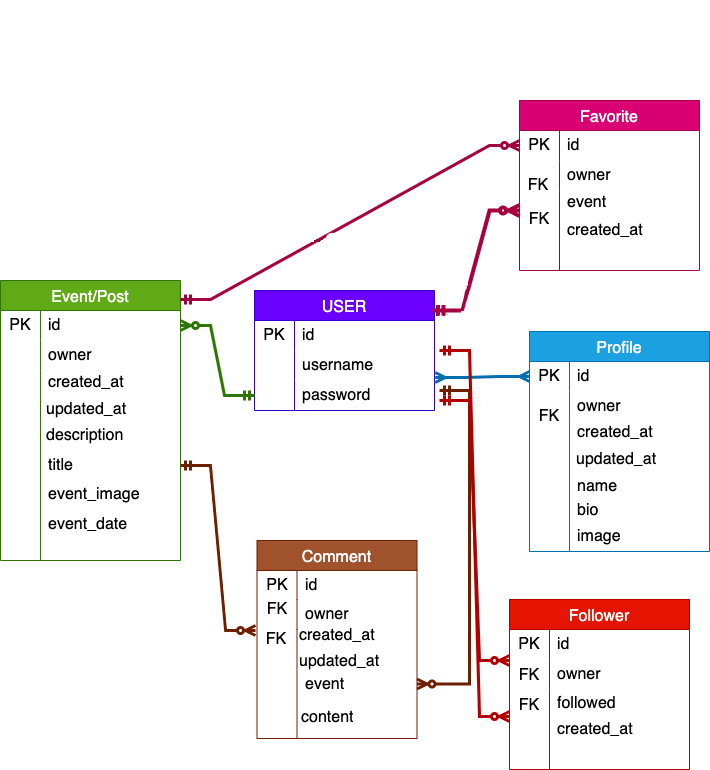 Favorite
PK id
owner
FK
event
FK
created_at
Event/Post
PK id
owner
created_at
updated_at
description
title
event_image
event_date
USER
PK id
username
password
Profile
PK id
owner
FK
created_at
updated_at
name
bio
image
Comment
PK id
FK owner
FK created_at
updated_at
event
content
Follower
PK id
FK owner
FK followed
created_at